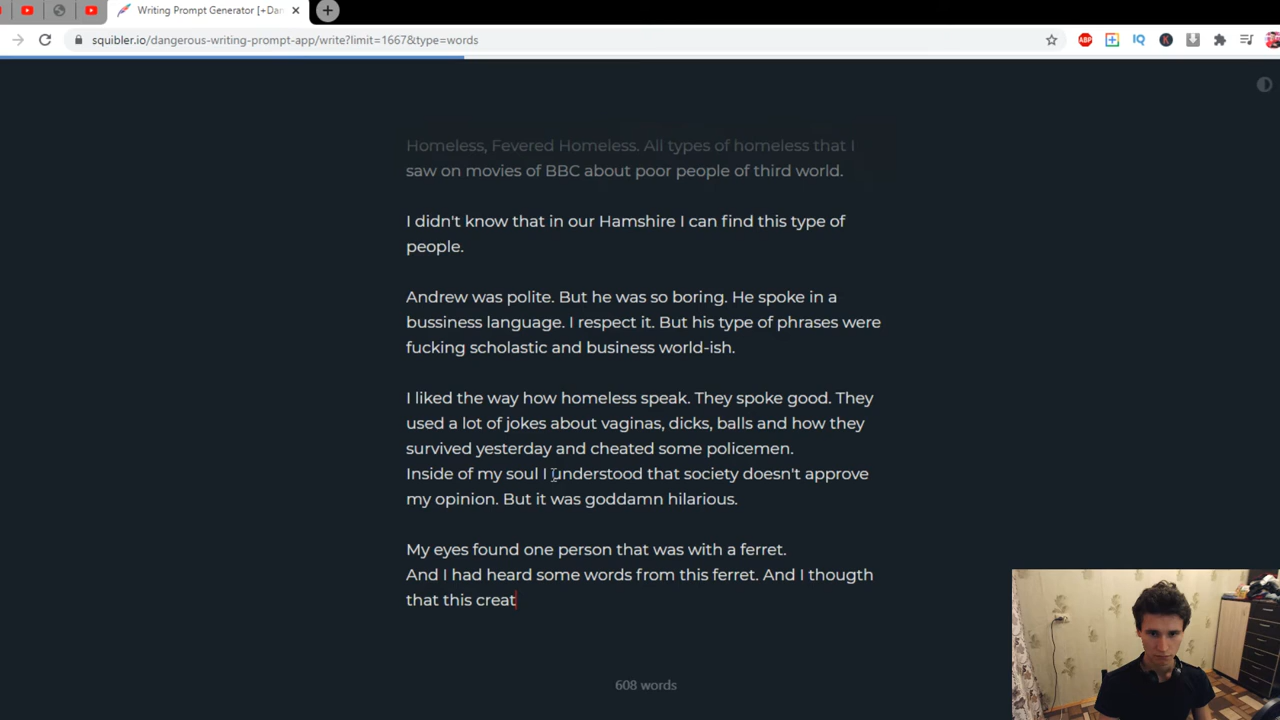 Writing Prompt Generator [+Dan
squibler.io/dangerous-writing-prompt-app/write?limit=1667&type=words
ABP
IQ
K
Homeless, Fevered Homeless. All types of homeless that I
saw on movies of BBC about poor people of third world.
I didn't know that in our Hamshire I can find this type of
people.
Andrew was polite. But he was so boring. He spoke in a
bussiness language. I respect it. But his type of phrases were
fucking scholastic and business world-ish.
I liked the way how homeless speak. They spoke good. They
used a lot of jokes about vaginas, dicks, balls and how they
survived yesterday and cheated some policemen.
Inside of my soul I understood that society doesn't approve
my opinion. But it was goddamn hilarious.
My eyes found one person that was with a ferret.
And I had heard some words from this ferret. And I thougth
that this creat
608 words